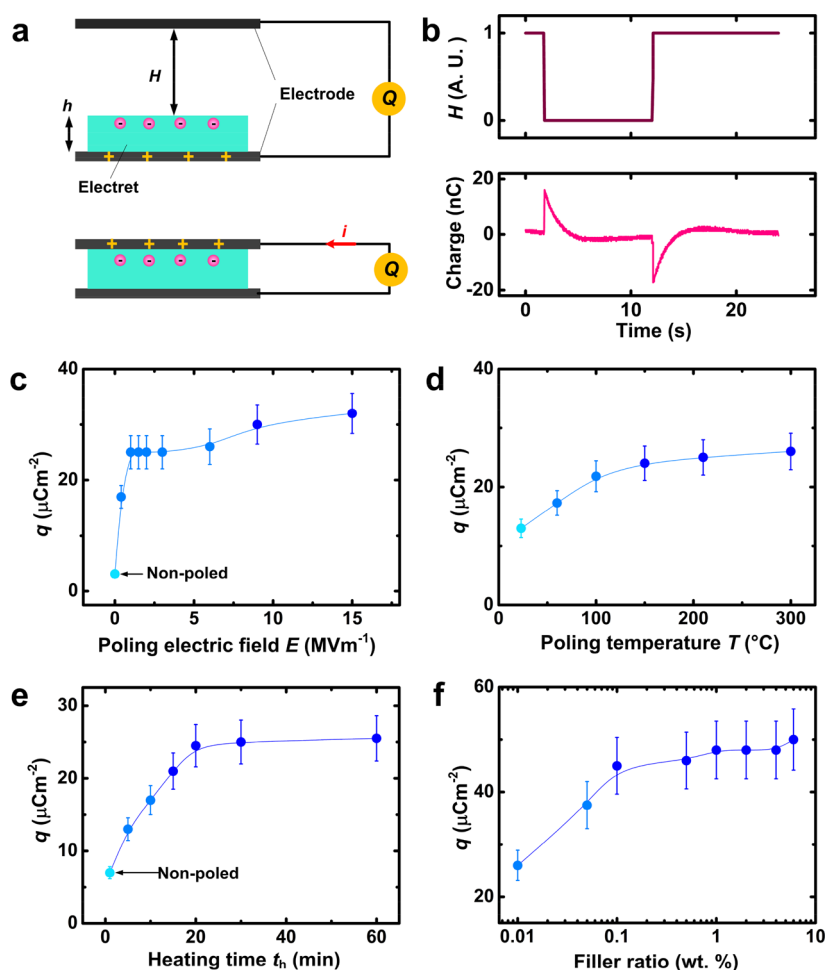 a
H
h
Electrode
Q
- - - -
+ + + +
Electret
+ + + +
i
- - - -
Q
b
H (A. U.)
1
0
Charge (nC)
20
0
-20
0 10 20
Time (s)
c
q (μCm⁻²)
40
20
0
Non-poled
0 5 10 15
Poling electric field E (MVm⁻¹)
d
q (μCm⁻²)
40
20
0
0 100 200 300
Poling temperature T (°C)
e
q (μCm⁻²)
30
20
10
0
Non-poled
0 20 40 60
Heating time tₕ (min)
f
q (μCm⁻²)
60
40
20
0.01 0.1 1 10
Filler ratio (wt. %)